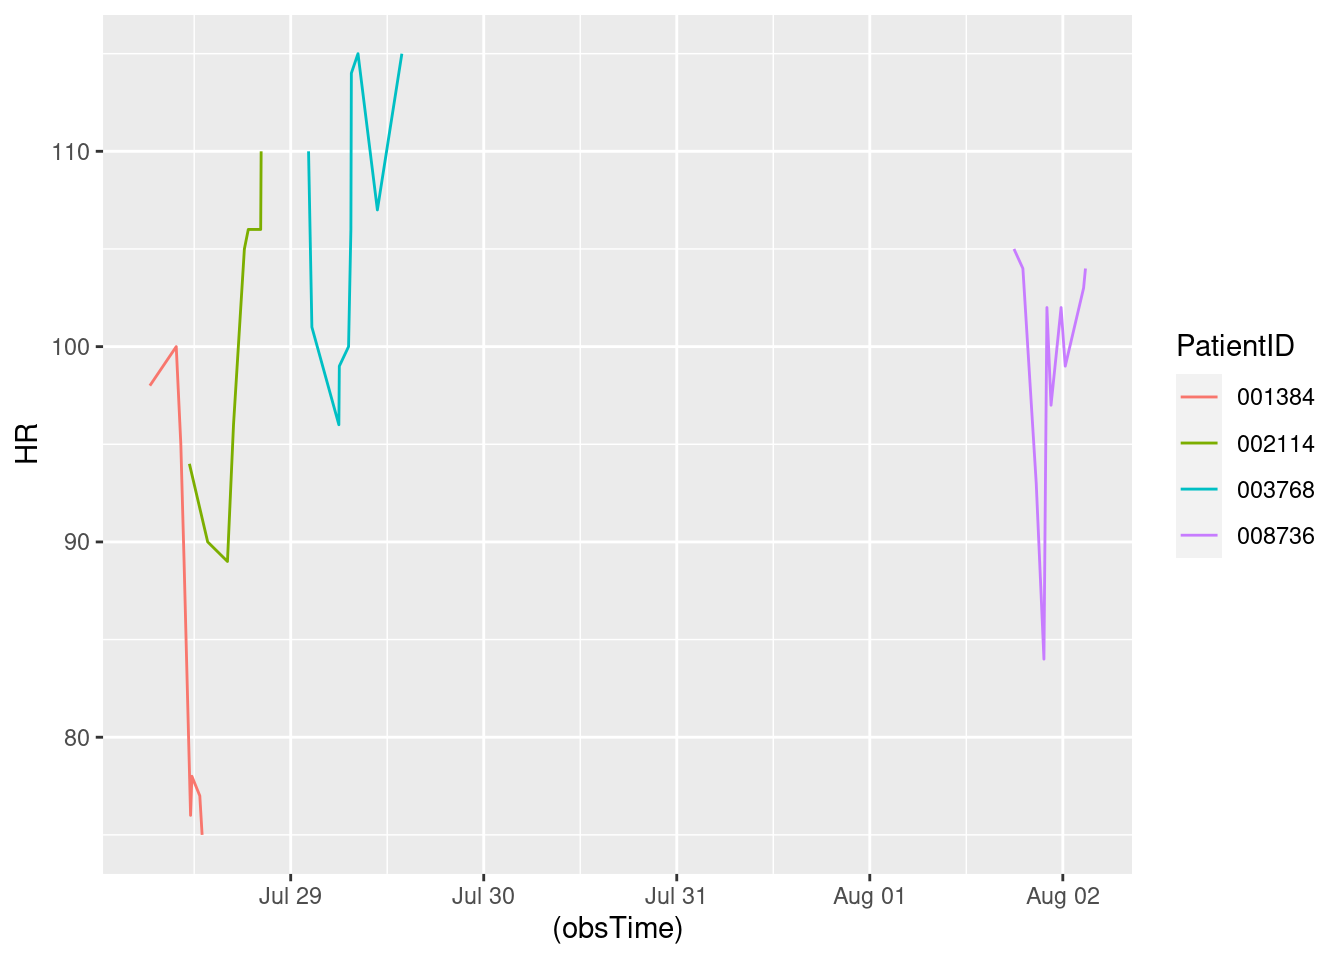 110
100
90
80
HR
Jul 29
Jul 30
Jul 31
Aug 01
Aug 02
(obsTime)
PatientID
001384
002114
003768
008736